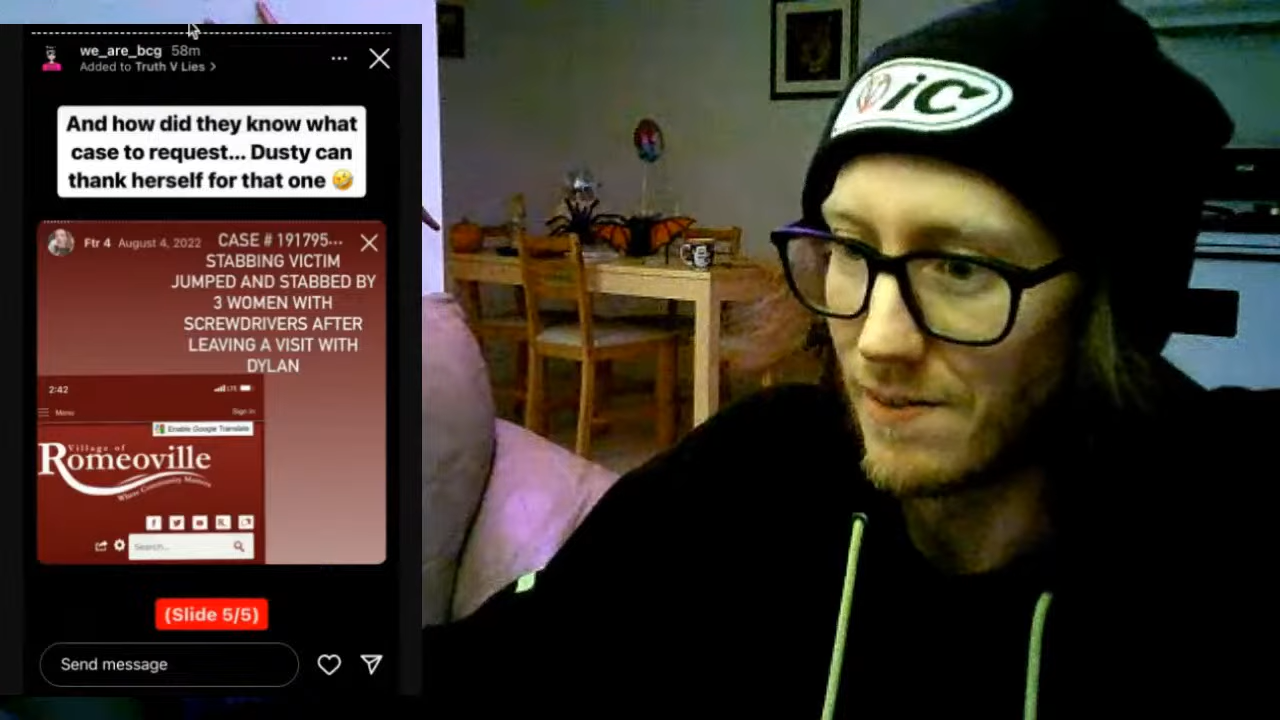 we_are_bcg 58m
Added to Truth V Lies >
And how did they know what
case to request... Dusty can
thank herself for that one 🤣
Ftr 4 August 4, 2022
CASE # 191795...
STABBING VICTIM
JUMPED AND STABBED BY
3 WOMEN WITH
SCREWDRIVERS AFTER
LEAVING A VISIT WITH
DYLAN
2:42
LTE
Menu
Sign In
Enable Google Translate
Village of
Romeoville
Where Community Matters
Search...
(Slide 5/5)
Send message
BiC